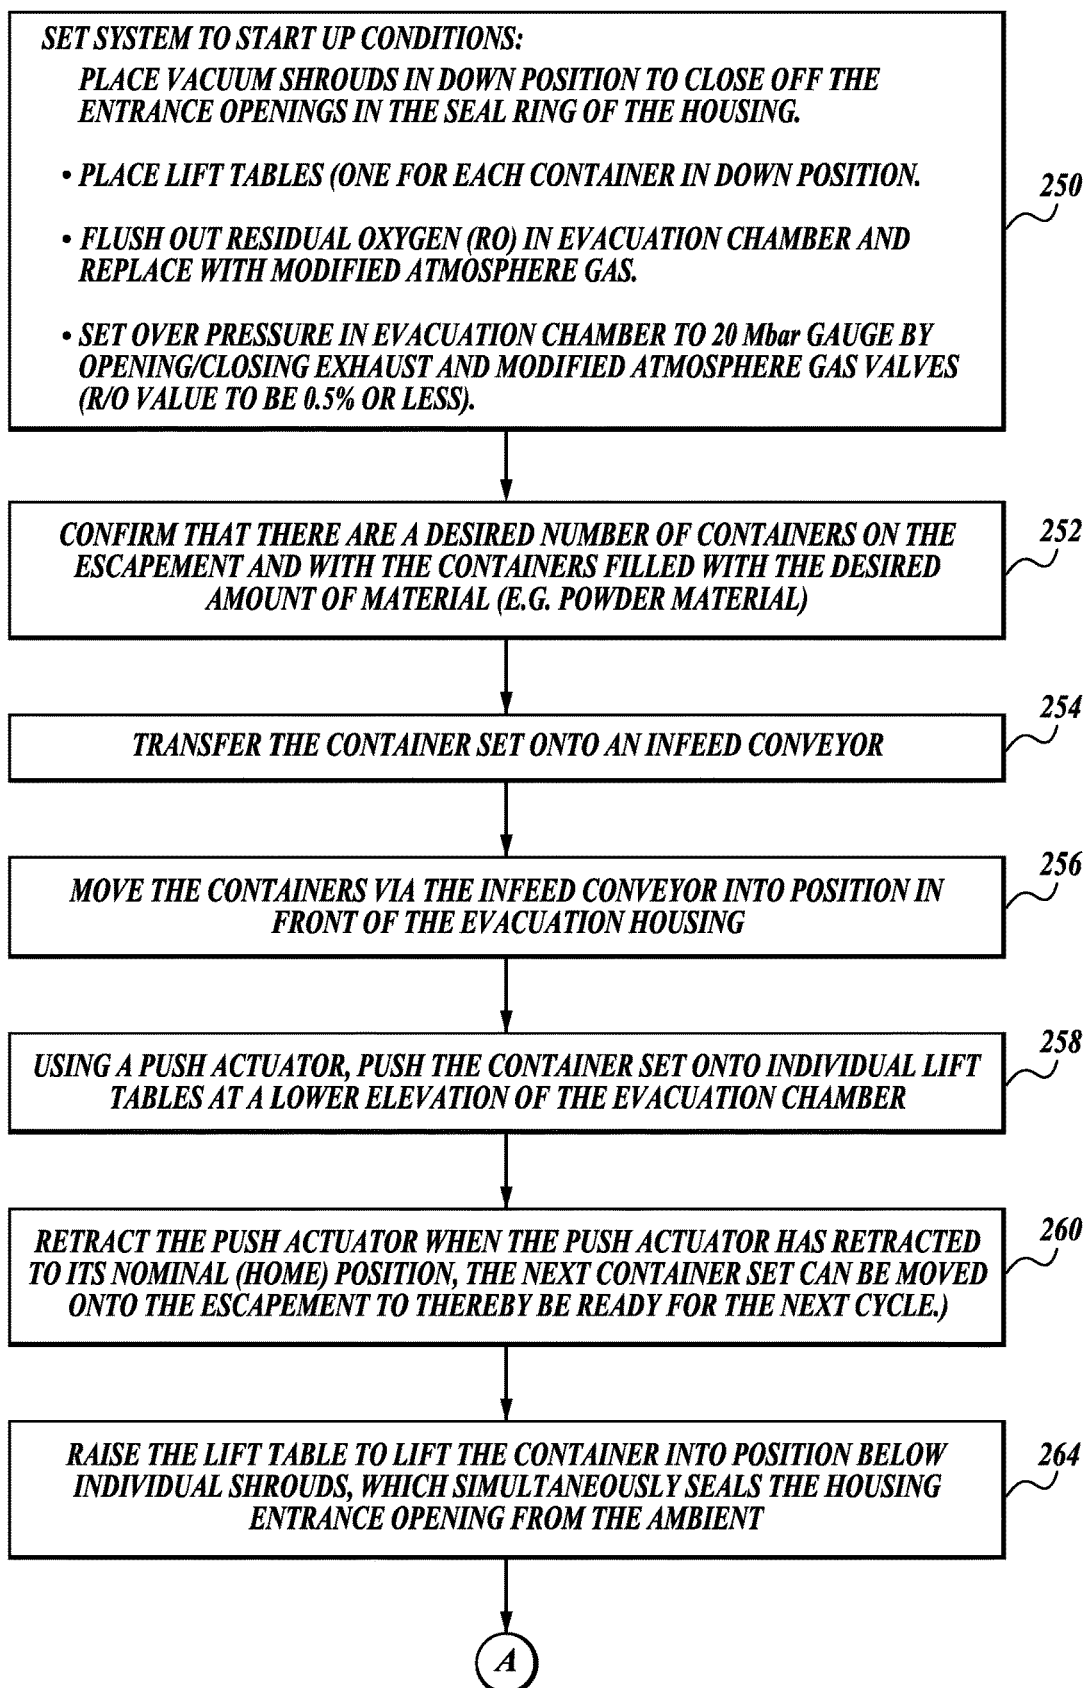 SET SYSTEM TO START UP CONDITIONS:
PLACE VACUUM SHROUDS IN DOWN POSITION TO CLOSE OFF THE
ENTRANCE OPENINGS IN THE SEAL RING OF THE HOUSING.
• PLACE LIFT TABLES (ONE FOR EACH CONTAINER IN DOWN POSITION.
• FLUSH OUT RESIDUAL OXYGEN (RO) IN EVACUATION CHAMBER AND
REPLACE WITH MODIFIED ATMOSPHERE GAS.
• SET OVER PRESSURE IN EVACUATION CHAMBER TO 20 Mbar GAUGE BY
OPENING/CLOSING EXHAUST AND MODIFIED ATMOSPHERE GAS VALVES
(R/O VALUE TO BE 0.5% OR LESS).
250
CONFIRM THAT THERE ARE A DESIRED NUMBER OF CONTAINERS ON THE
ESCAPEMENT AND WITH THE CONTAINERS FILLED WITH THE DESIRED
AMOUNT OF MATERIAL (E.G. POWDER MATERIAL)
252
TRANSFER THE CONTAINER SET ONTO AN INFEED CONVEYOR
254
MOVE THE CONTAINERS VIA THE INFEED CONVEYOR INTO POSITION IN
FRONT OF THE EVACUATION HOUSING
256
USING A PUSH ACTUATOR, PUSH THE CONTAINER SET ONTO INDIVIDUAL LIFT
TABLES AT A LOWER ELEVATION OF THE EVACUATION CHAMBER
258
RETRACT THE PUSH ACTUATOR WHEN THE PUSH ACTUATOR HAS RETRACTED
TO ITS NOMINAL (HOME) POSITION, THE NEXT CONTAINER SET CAN BE MOVED
ONTO THE ESCAPEMENT TO THEREBY BE READY FOR THE NEXT CYCLE.)
260
RAISE THE LIFT TABLE TO LIFT THE CONTAINER INTO POSITION BELOW
INDIVIDUAL SHROUDS, WHICH SIMULTANEOUSLY SEALS THE HOUSING
ENTRANCE OPENING FROM THE AMBIENT
264
A